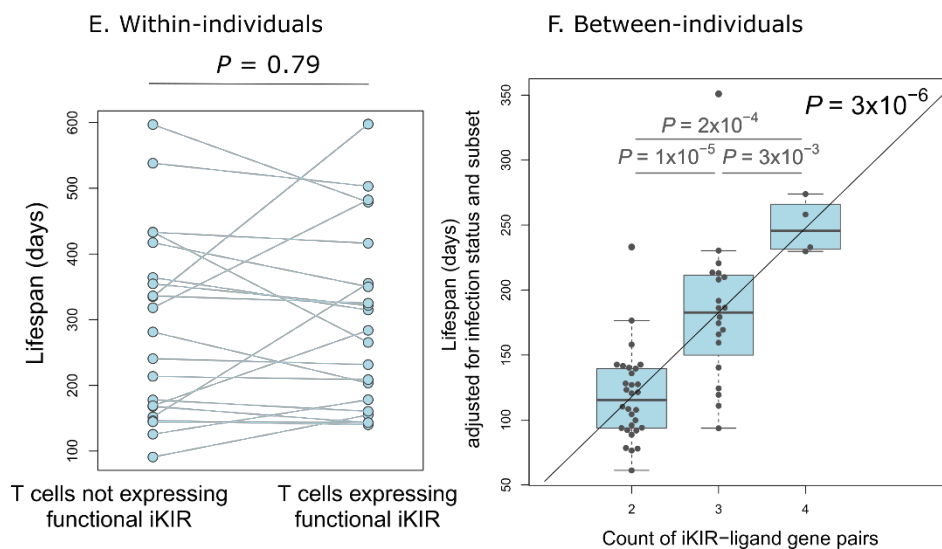 E. Within-individuals
P = 0.79
600
500
400
300
200
100
Lifespan (days)
T cells not expressing
functional iKIR
T cells expressing
functional iKIR
F. Between-individuals
P = 3x10⁻⁶
P = 2x10⁻⁴
P = 1x10⁻⁵ P = 3x10⁻³
350
300
250
200
150
100
50
Lifespan (days)
adjusted for infection status and subset
2 3 4
Count of iKIR−ligand gene pairs